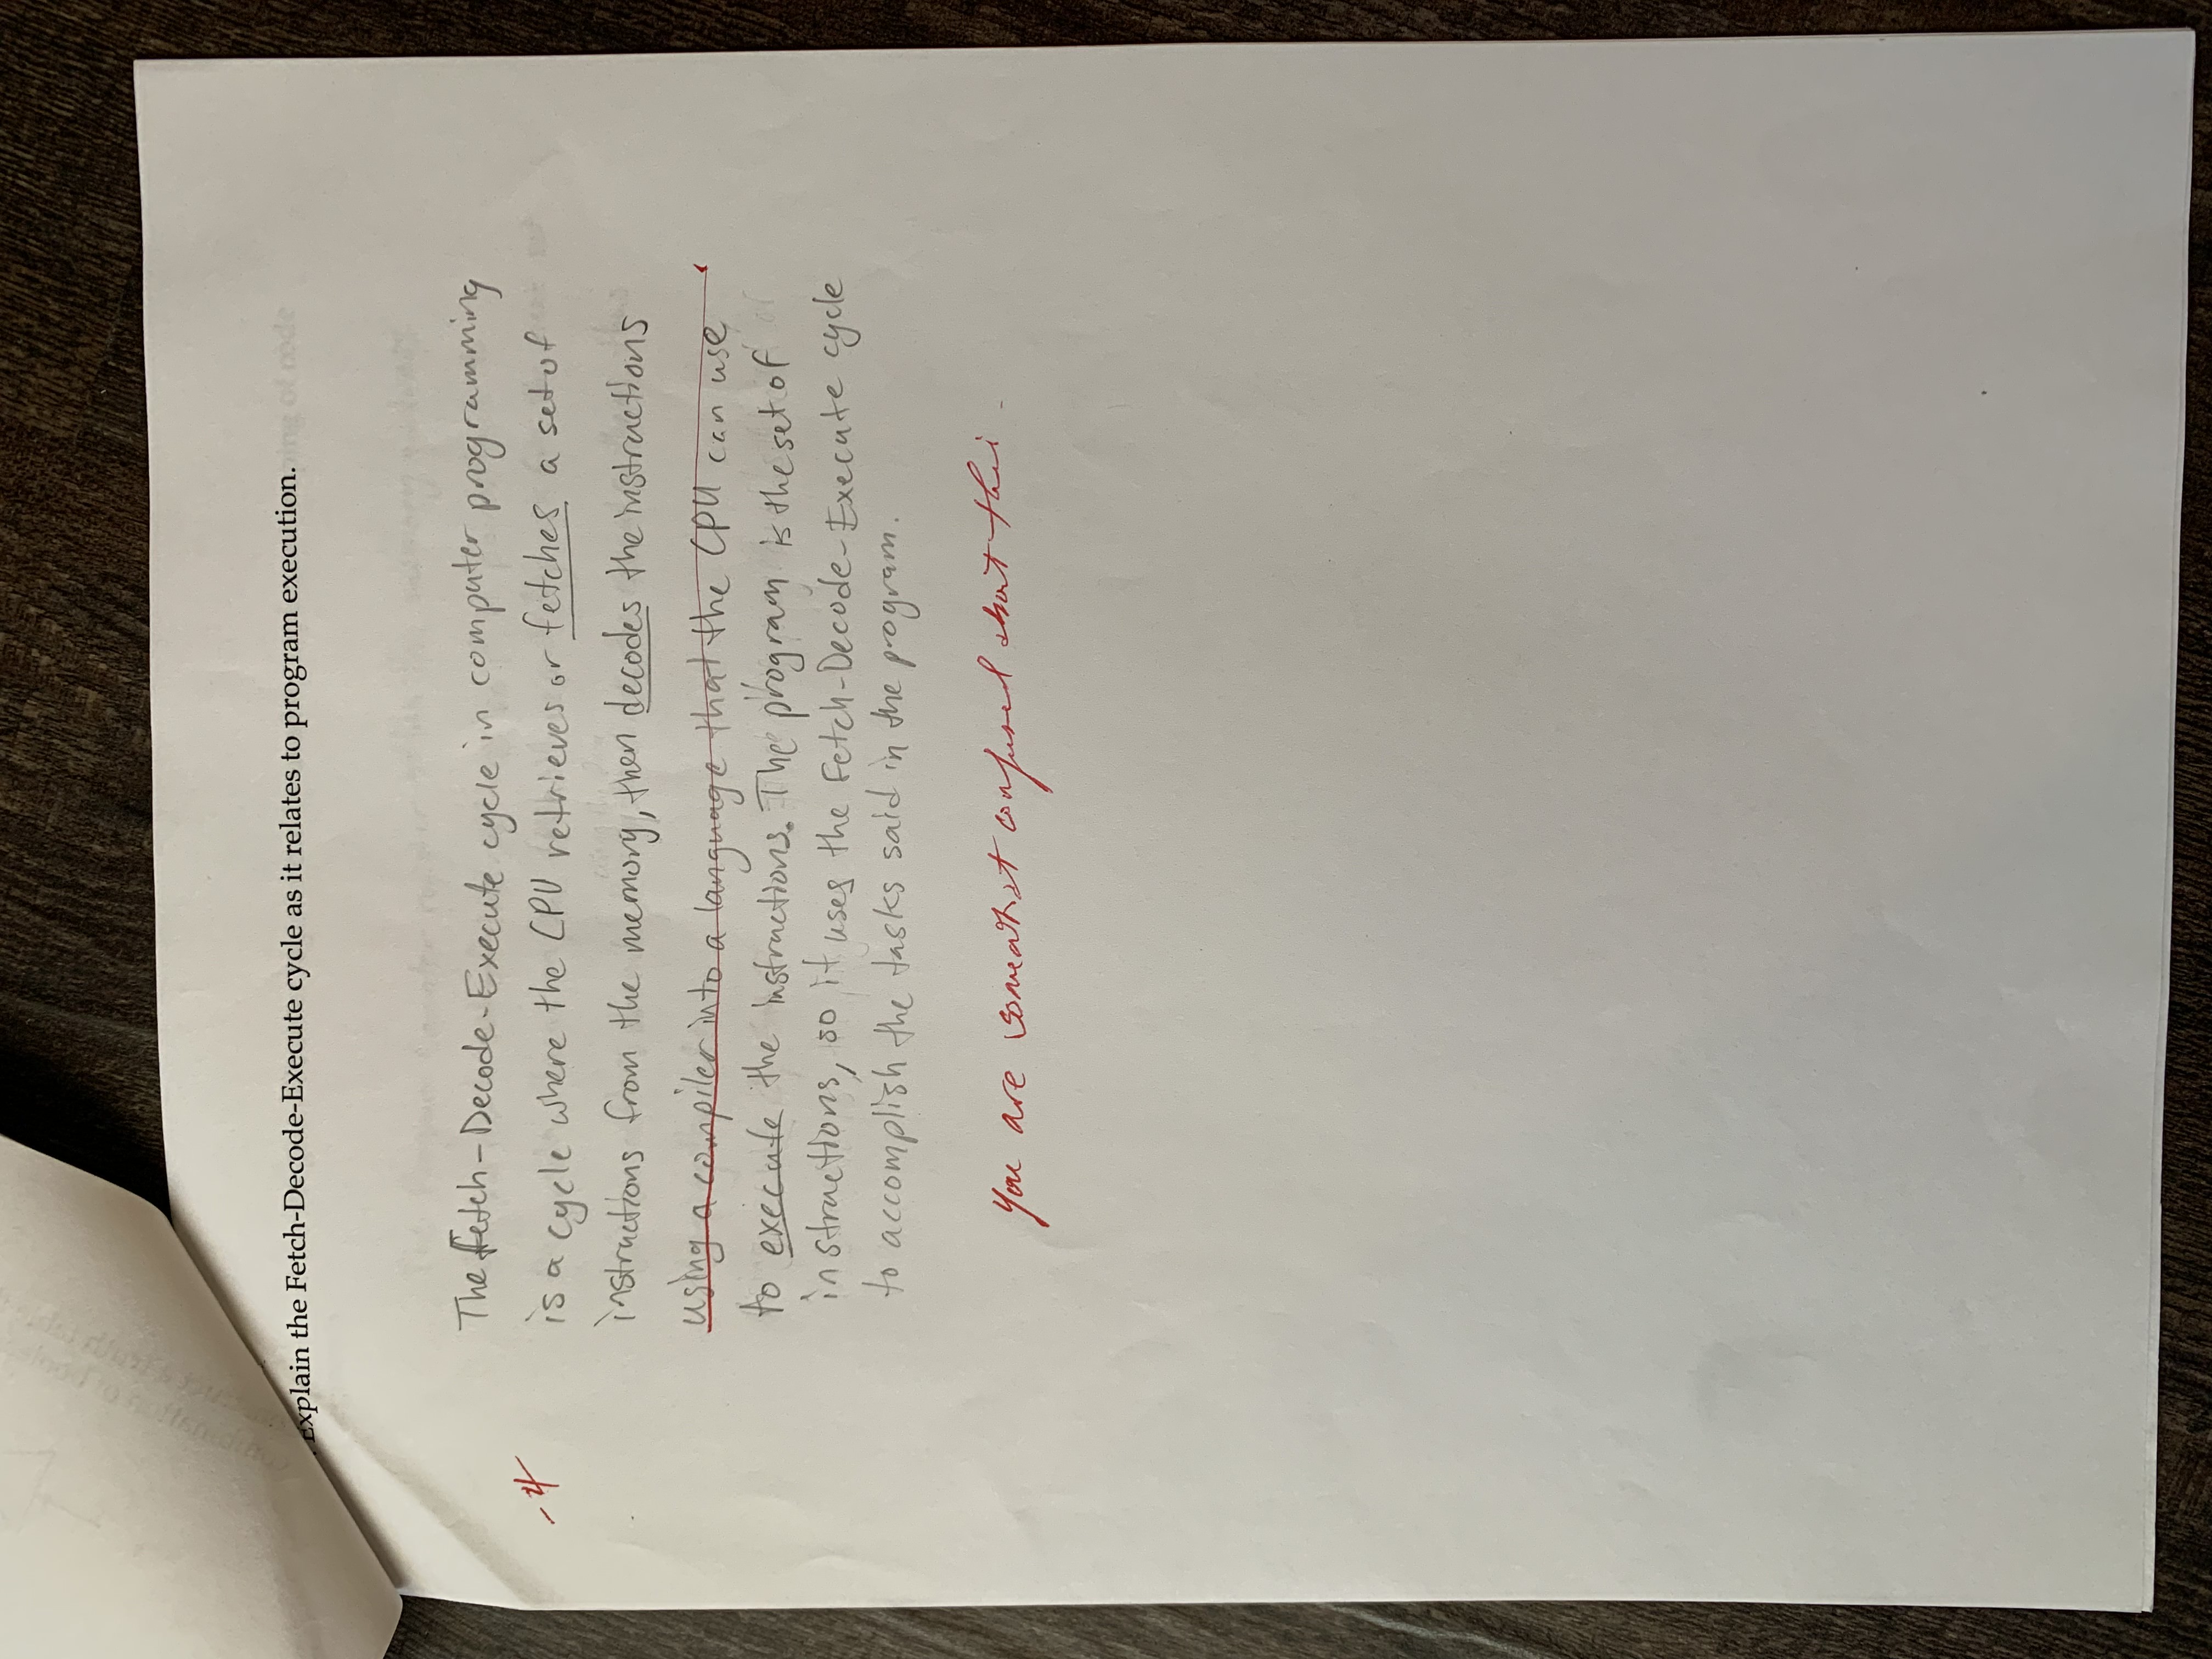 Explain the Fetch-Decode-Execute cycle as it relates to program execution.
The Fetch-Decode-Execute cycle in computer programming
-4
is a cycle where the CPU retrieves or fetches a set of
instructions from the memory, then decodes the instructions
using a compiler into a language that the CPU can use
to execute the instructions. The program is the set of
instructions, so it uses the Fetch-Decode-Execute cycle
to accomplish the tasks said in the program.
You are somewhat confused about this.